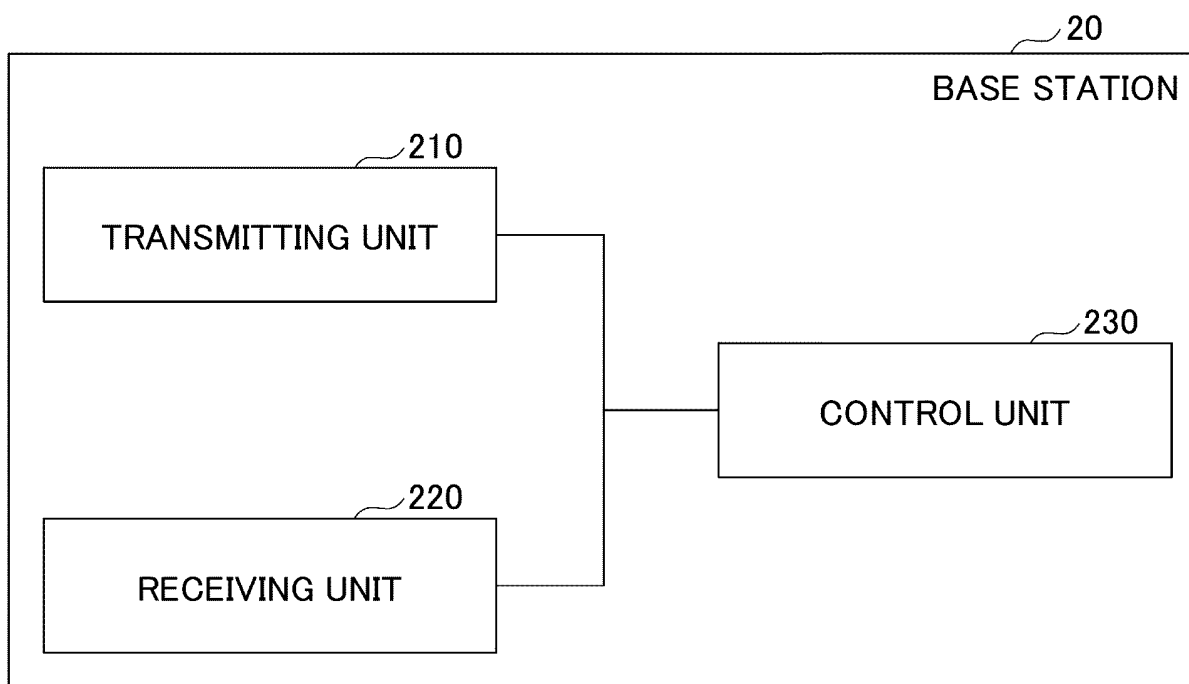 20
BASE STATION
210
TRANSMITTING UNIT
230
CONTROL UNIT
220
RECEIVING UNIT